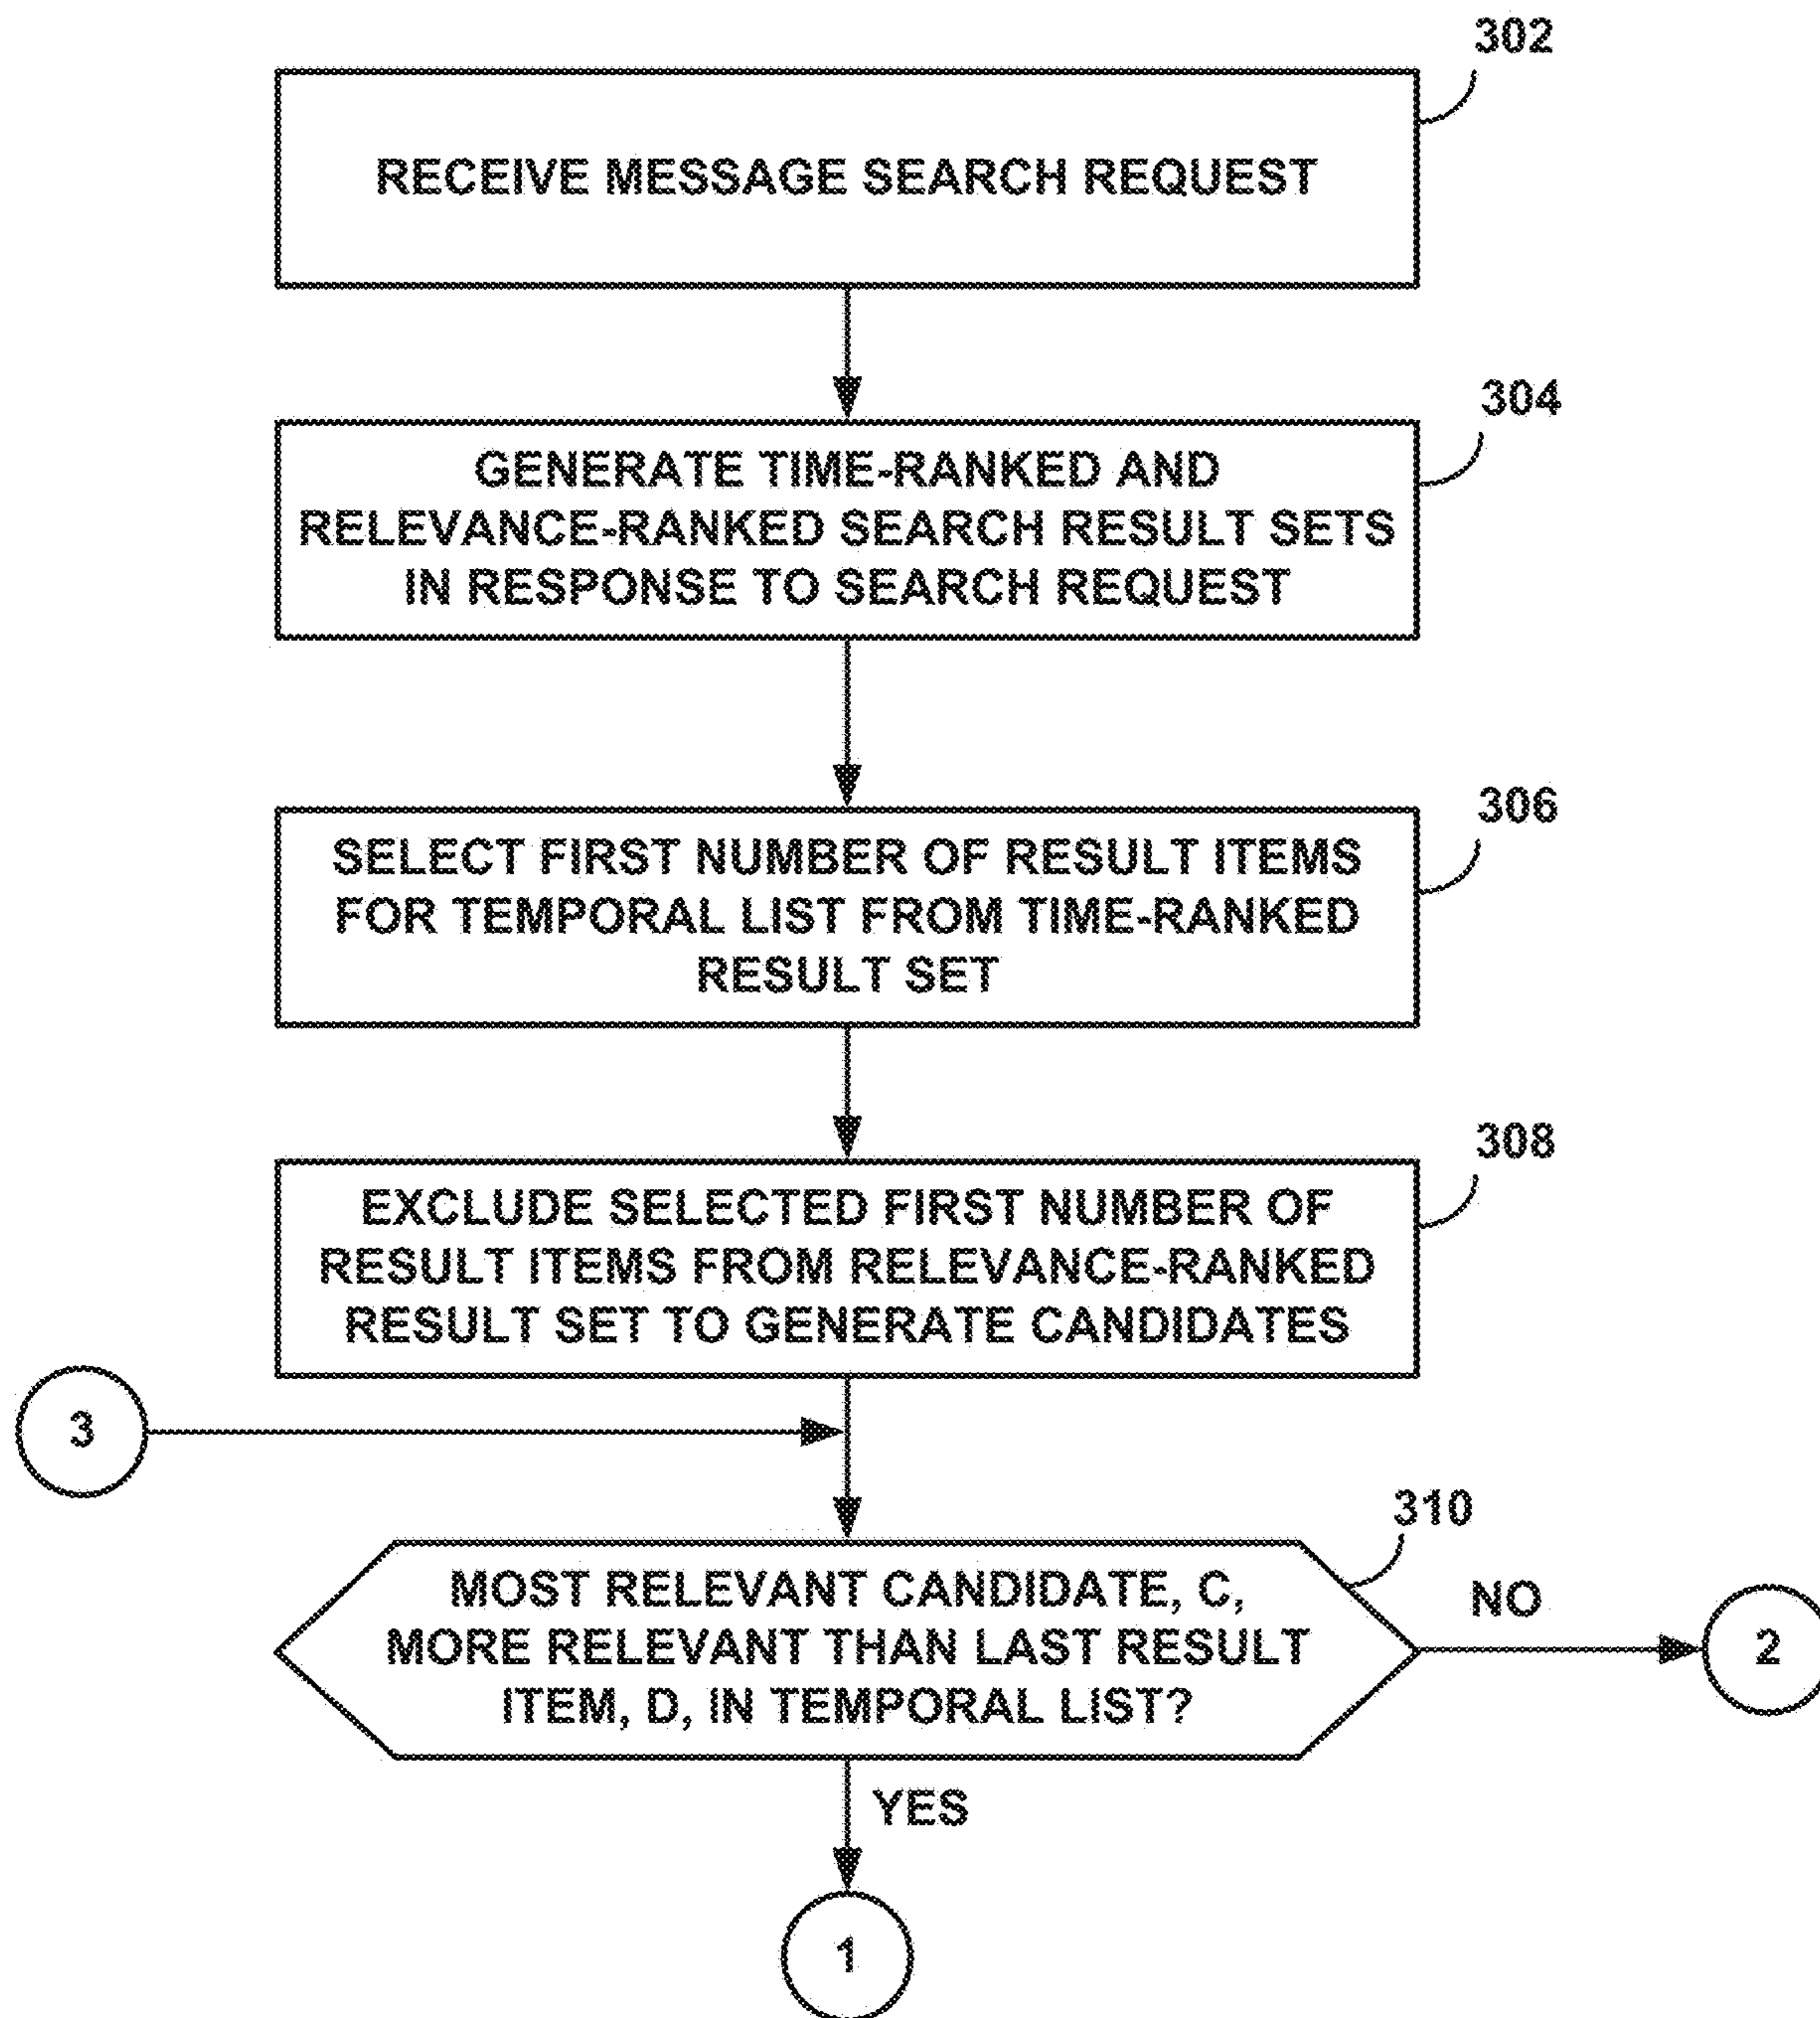 302
RECEIVE MESSAGE SEARCH REQUEST
304
GENERATE TIME-RANKED AND
RELEVANCE-RANKED SEARCH RESULT SETS
IN RESPONSE TO SEARCH REQUEST
306
SELECT FIRST NUMBER OF RESULT ITEMS
FOR TEMPORAL LIST FROM TIME-RANKED
RESULT SET
308
EXCLUDE SELECTED FIRST NUMBER OF
RESULT ITEMS FROM RELEVANCE-RANKED
RESULT SET TO GENERATE CANDIDATES
3
310
MOST RELEVANT CANDIDATE, C,
MORE RELEVANT THAN LAST RESULT
ITEM, D, IN TEMPORAL LIST?
NO
2
YES
1